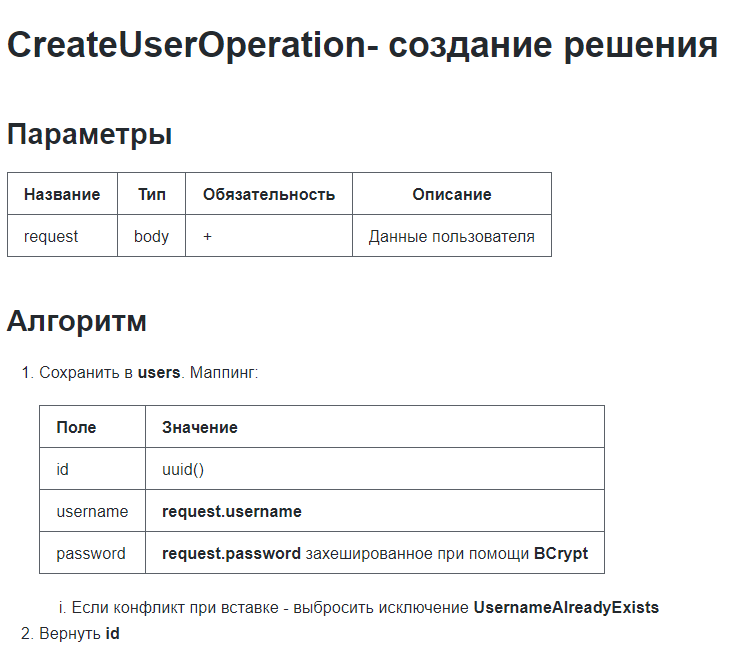 CreateUserOperation- создание решения
Параметры
Название Тип Обязательность Описание
request body + Данные пользователя
Алгоритм
1. Сохранить в users. Маппинг:
Поле Значение
id uuid()
username request.username
password request.password захешированное при помощи BCrypt
i. Если конфликт при вставке - выбросить исключение UsernameAlreadyExists
2. Вернуть id